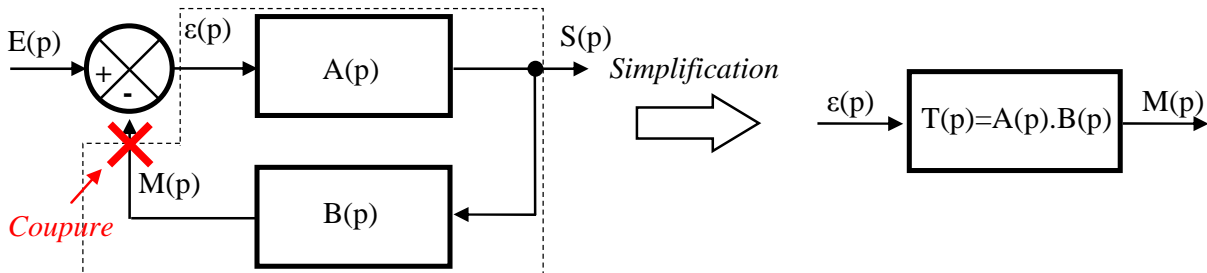 E(p)
+
-
ε(p)
A(p)
S(p)
M(p)
B(p)
Coupure
Simplification
ε(p)
T(p)=A(p).B(p)
M(p)